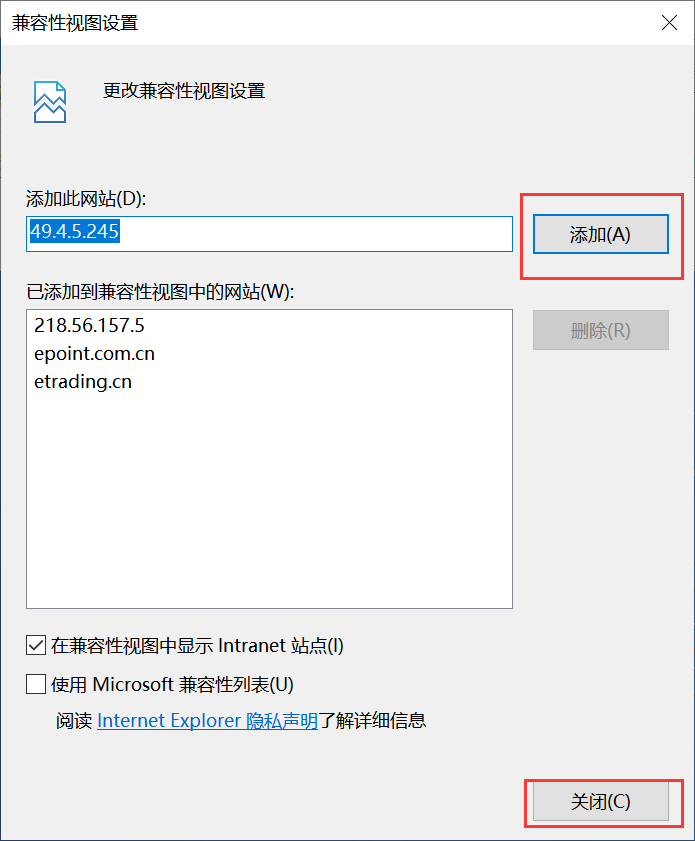 兼容性视图设置
更改兼容性视图设置
添加此网站(D):
49.4.5.245
添加(A)
已添加到兼容性视图中的网站(W):
218.56.157.5
删除(R)
epoint.com.cn
etrading.cn
在兼容性视图中显示 Intranet 站点(I)
使用 Microsoft 兼容性列表(U)
阅读 Internet Explorer 隐私声明了解详细信息
关闭(C)